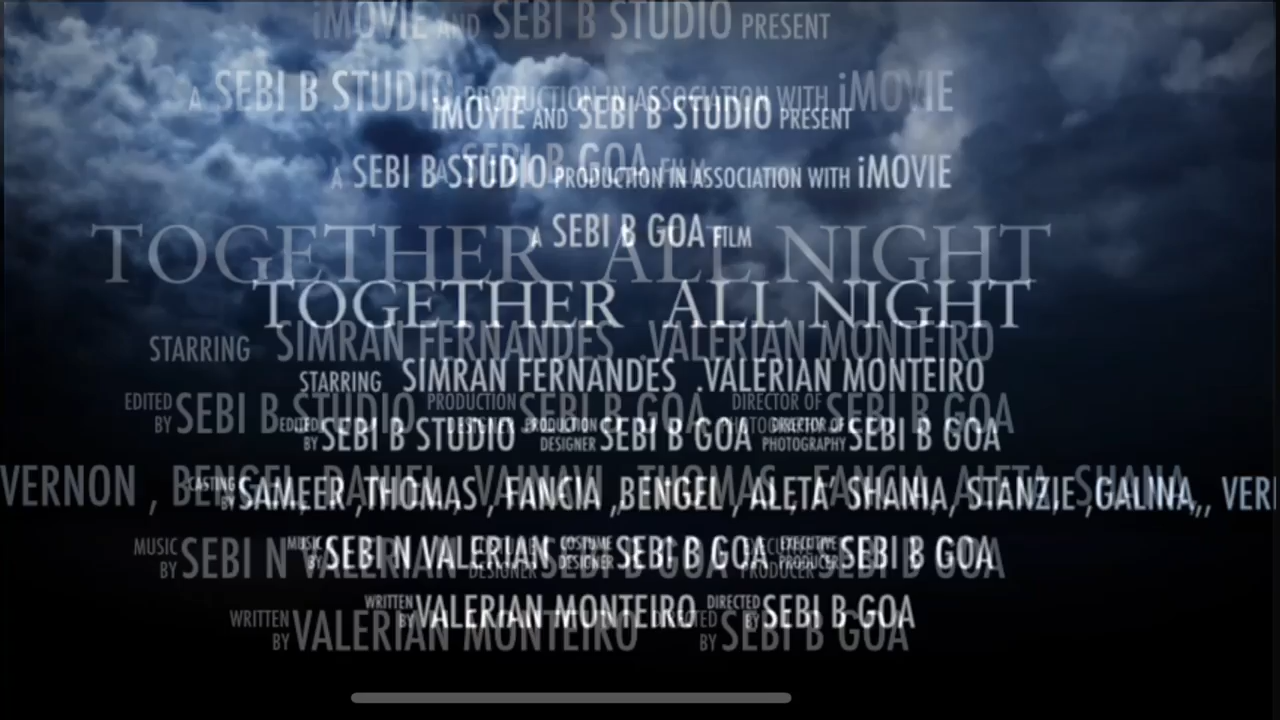 iMOVIE AND SEBI B STUDIO PRESENT
A SEBI B STUDIO PRODUCTION IN ASSOCIATION WITH iMOVIE
iMOVIE AND SEBI B STUDIO PRESENT
A SEBI B GOA FILM
A SEBI B STUDIO PRODUCTION IN ASSOCIATION WITH iMOVIE
A SEBI B GOA FILM
TOGETHER ALL NIGHT
TOGETHER ALL NIGHT
STARRING SIMRAN FERNANDES .VALERIAN MONTEIRO
STARRING SIMRAN FERNANDES .VALERIAN MONTEIRO
EDITED BY SEBI B STUDIO PRODUCTION DESIGNER SEBI B GOA DIRECTOR OF PHOTOGRAPHY SEBI B GOA
EDITED BY SEBI B STUDIO PRODUCTION DESIGNER SEBI B GOA DIRECTOR OF PHOTOGRAPHY SEBI B GOA
VERNON , BENGEL, DANIEL, VAINAVI, THOMAS, FANCIA, ALETA, SHANA,
CASTING BY SAMEER ,THOMAS , FANCIA ,BENGEL , ALETA SHANIA, STANZIE ,GALINA,, VER
MUSIC BY SEBI N VALERIAN COSTUME DESIGNER SEBI B GOA EXECUTIVE PRODUCER SEBI B GOA
MUSIC BY SEBI N VALERIAN COSTUME DESIGNER SEBI B GOA EXECUTIVE PRODUCER SEBI B GOA
WRITTEN BY VALERIAN MONTEIRO DIRECTED BY SEBI B GOA
WRITTEN BY VALERIAN MONTEIRO DIRECTED BY SEBI B GOA